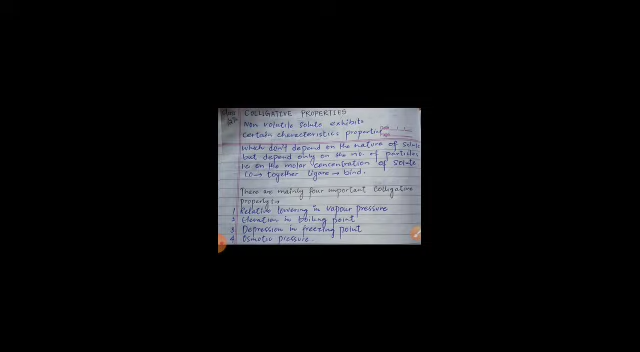 COLLIGATIVE PROPERTIES
Non volatile solute exhibits
certain characteristics properties
which don't depend on the nature of solute
but depend only on the no. of particles
i.e. on the molar concentration of solute
Co → together ligare → bind.
There are mainly four important colligative
property:→
1 Relative lowering in vapour pressure
2 Elevation in boiling point
3 Depression in freezing point
4 Osmotic pressure.